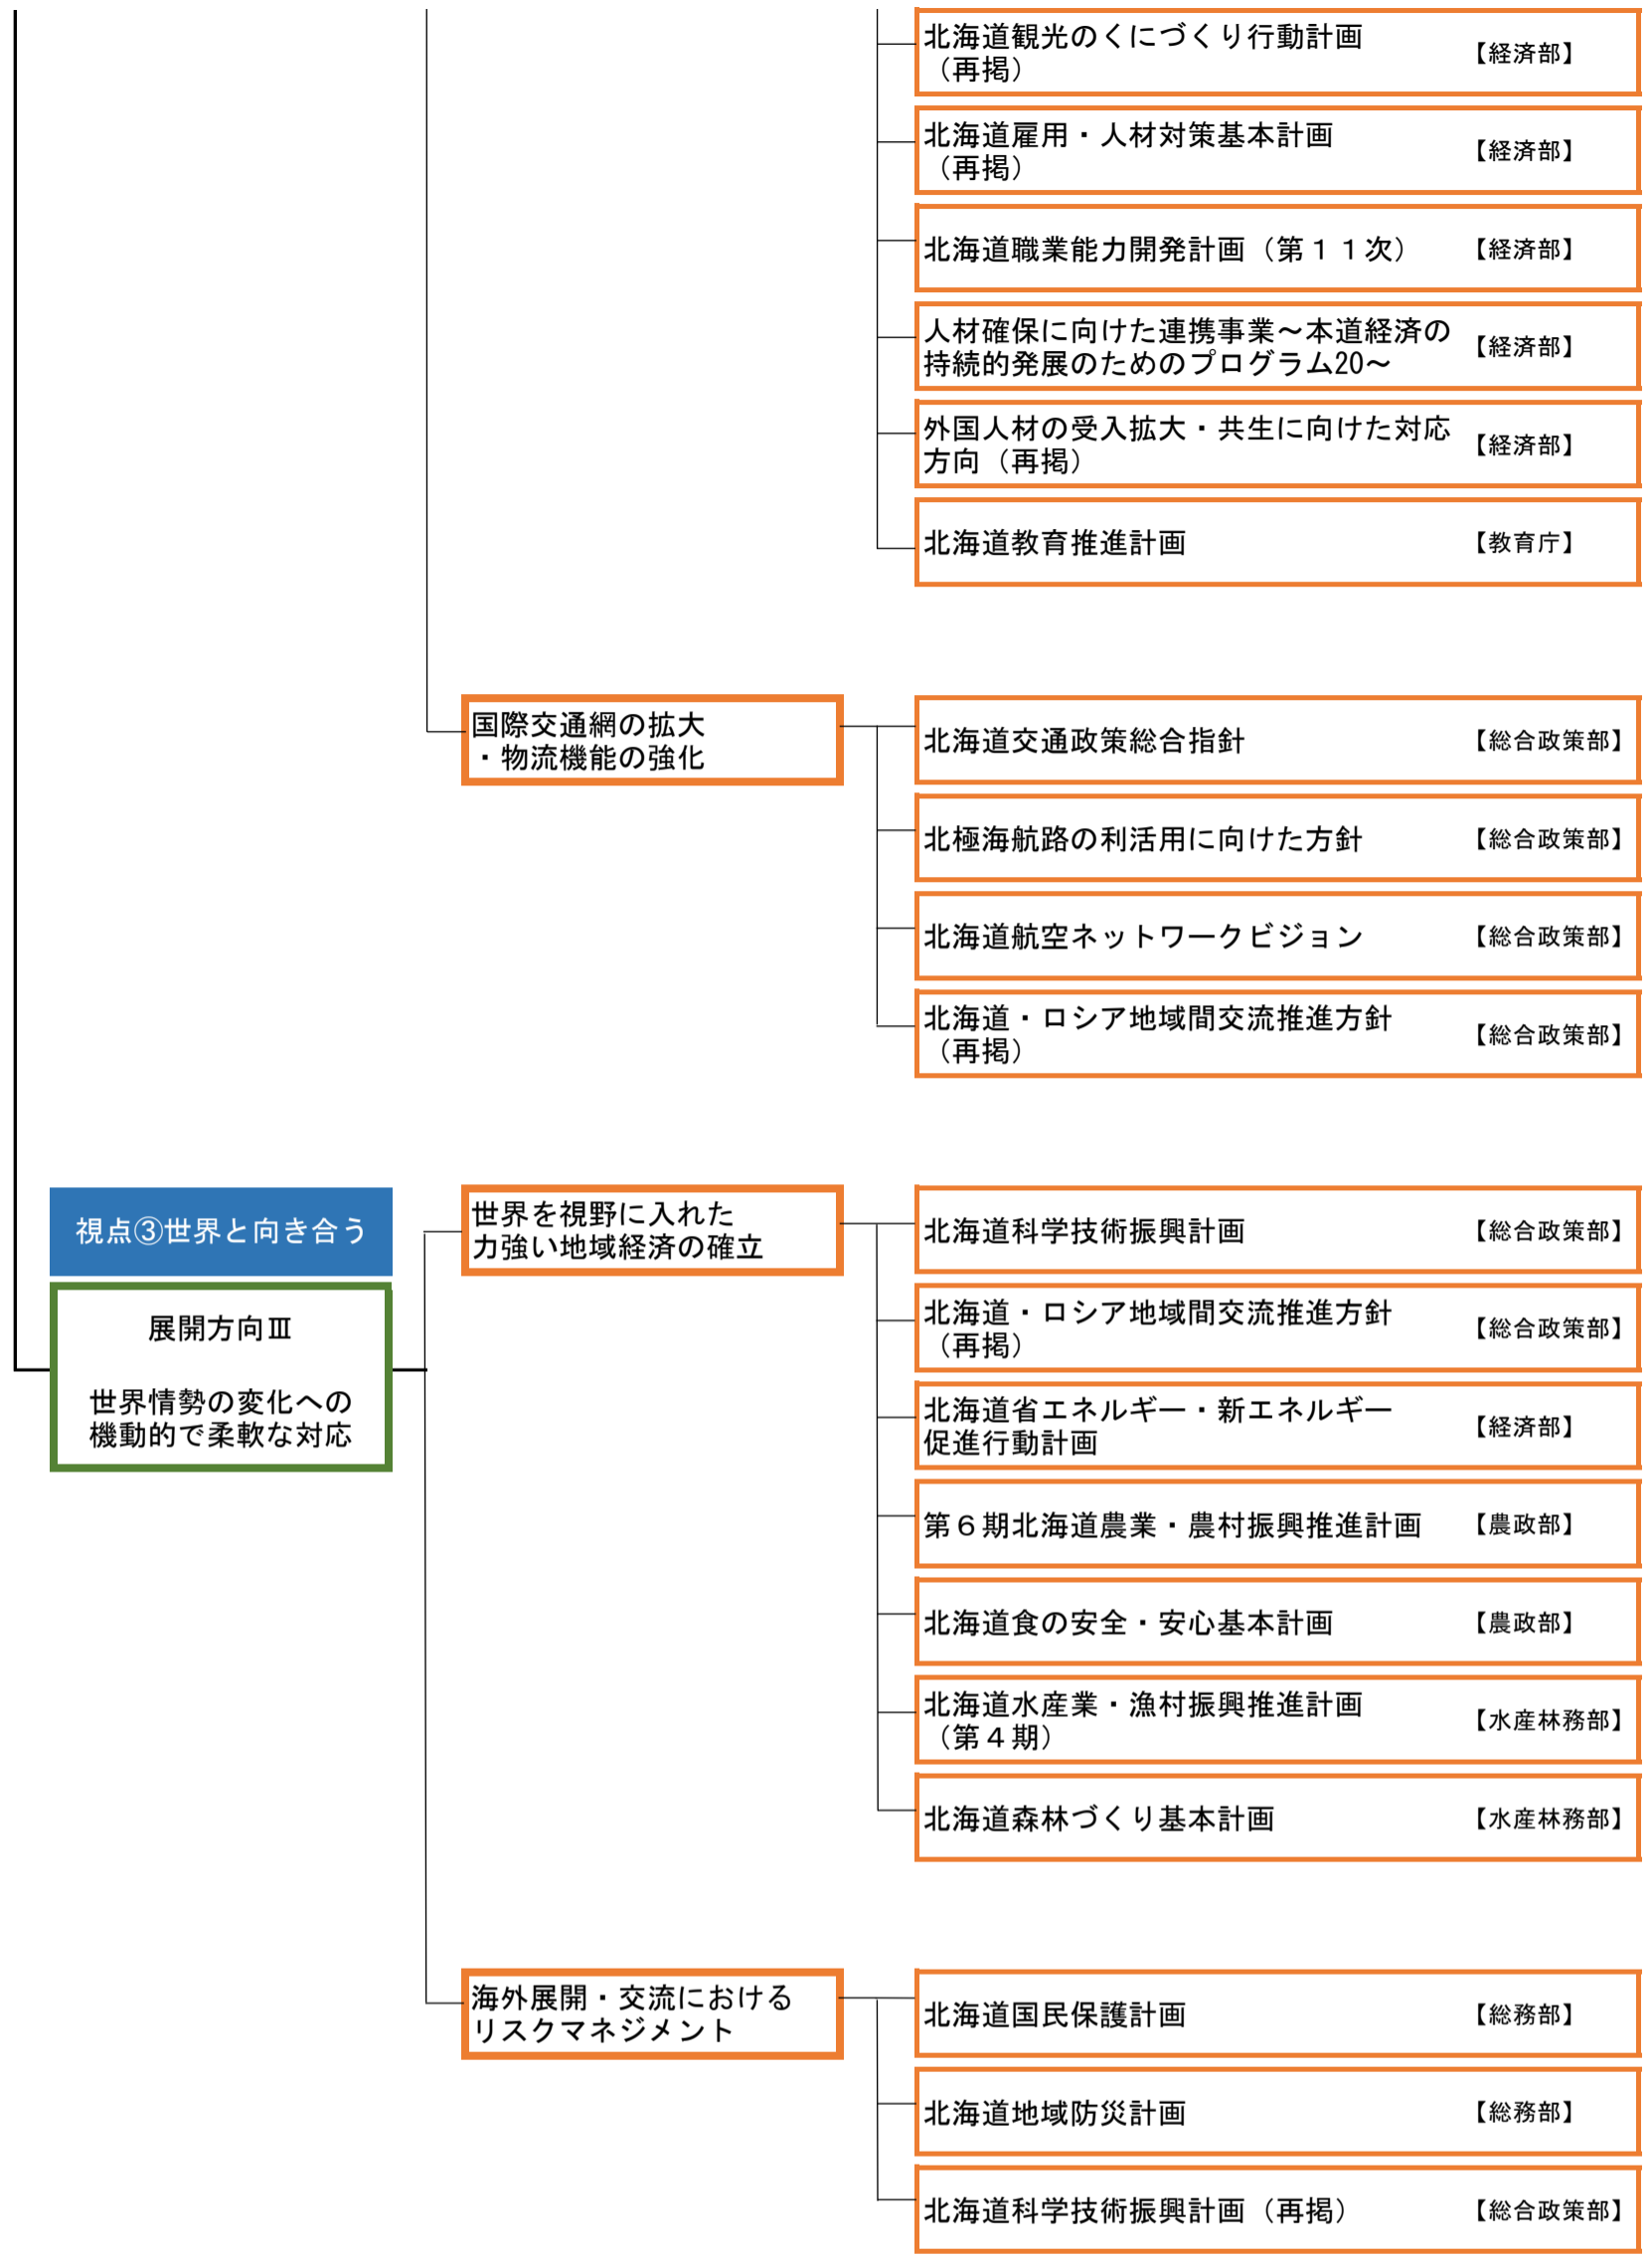 北海道観光のくにづくり行動計画
（再掲）
【経済部】
北海道雇用・人材対策基本計画
（再掲）
【経済部】
北海道職業能力開発計画（第１１次）
【経済部】
人材確保に向けた連携事業～本道経済の
持続的発展のためのプログラム20～
【経済部】
外国人材の受入拡大・共生に向けた対応
方向（再掲）
【経済部】
北海道教育推進計画
【教育庁】
国際交通網の拡大
・物流機能の強化
北海道交通政策総合指針
【総合政策部】
北極海航路の利活用に向けた方針
【総合政策部】
北海道航空ネットワークビジョン
【総合政策部】
北海道・ロシア地域間交流推進方針
（再掲）
【総合政策部】
視点③世界と向き合う
展開方向Ⅲ
世界情勢の変化への
機動的で柔軟な対応
世界を視野に入れた
力強い地域経済の確立
北海道科学技術振興計画
【総合政策部】
北海道・ロシア地域間交流推進方針
（再掲）
【総合政策部】
北海道省エネルギー・新エネルギー
促進行動計画
【経済部】
第６期北海道農業・農村振興推進計画
【農政部】
北海道食の安全・安心基本計画
【農政部】
北海道水産業・漁村振興推進計画
（第４期）
【水産林務部】
北海道森林づくり基本計画
【水産林務部】
海外展開・交流における
リスクマネジメント
北海道国民保護計画
【総務部】
北海道地域防災計画
【総務部】
北海道科学技術振興計画（再掲）
【総合政策部】